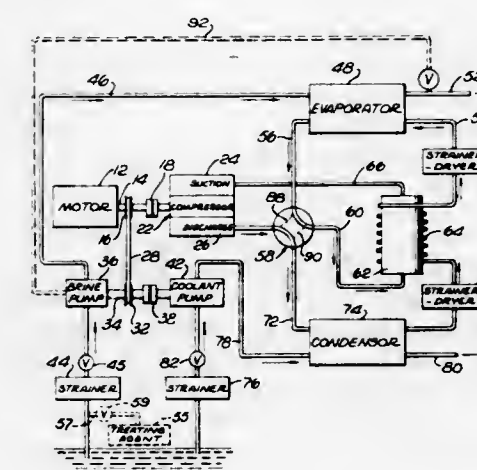 92
46
48
52
EVAPORATOR
V
5
56
12
14
18
24
STRAINER
-DRYER
66
SUCTION
MOTOR
COMPRESSOR
88
60
16
22
DISCHARGE
64
26
28
58
90
62
36
42
BRINE
PUMP
COOLANT
PUMP
STRAINER
-DRYER
34
32
38
72
74
44
V
45
82
V
78
CONDENSOR
STRAINER
STRAINER
76
80
59
57
V
55
TREATING
AGENT